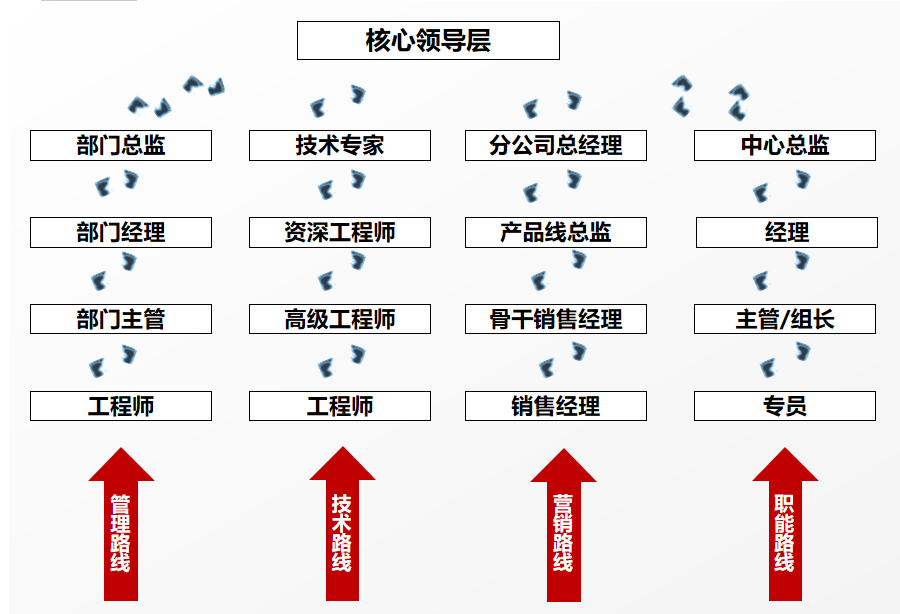 核心领导层
部门总监
技术专家
分公司总经理
中心总监
部门经理
资深工程师
产品线总监
经理
部门主管
高级工程师
骨干销售经理
主管/组长
工程师
工程师
销售经理
专员
管理路线
技术路线
营销路线
职能路线